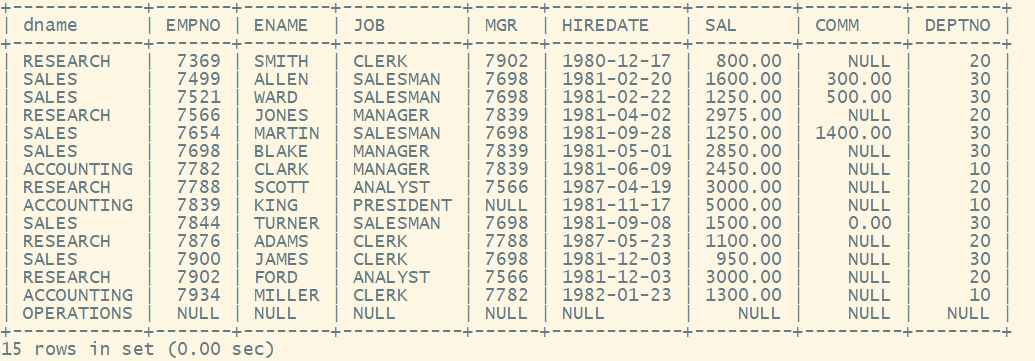 +------------+-------+--------+-----------+------+------------+---------+---------+--------+
| dname      | EMPNO | ENAME  | JOB       | MGR  | HIREDATE   | SAL     | COMM    | DEPTNO |
+------------+-------+--------+-----------+------+------------+---------+---------+--------+
| RESEARCH   |  7369 | SMITH  | CLERK     | 7902 | 1980-12-17 |  800.00 |    NULL |     20 |
| SALES      |  7499 | ALLEN  | SALESMAN  | 7698 | 1981-02-20 | 1600.00 |  300.00 |     30 |
| SALES      |  7521 | WARD   | SALESMAN  | 7698 | 1981-02-22 | 1250.00 |  500.00 |     30 |
| RESEARCH   |  7566 | JONES  | MANAGER   | 7839 | 1981-04-02 | 2975.00 |    NULL |     20 |
| SALES      |  7654 | MARTIN | SALESMAN  | 7698 | 1981-09-28 | 1250.00 | 1400.00 |     30 |
| SALES      |  7698 | BLAKE  | MANAGER   | 7839 | 1981-05-01 | 2850.00 |    NULL |     30 |
| ACCOUNTING |  7782 | CLARK  | MANAGER   | 7839 | 1981-06-09 | 2450.00 |    NULL |     10 |
| RESEARCH   |  7788 | SCOTT  | ANALYST   | 7566 | 1987-04-19 | 3000.00 |    NULL |     20 |
| ACCOUNTING |  7839 | KING   | PRESIDENT | NULL | 1981-11-17 | 5000.00 |    NULL |     10 |
| SALES      |  7844 | TURNER | SALESMAN  | 7698 | 1981-09-08 | 1500.00 |    0.00 |     30 |
| RESEARCH   |  7876 | ADAMS  | CLERK     | 7788 | 1987-05-23 | 1100.00 |    NULL |     20 |
| SALES      |  7900 | JAMES  | CLERK     | 7698 | 1981-12-03 |  950.00 |    NULL |     30 |
| RESEARCH   |  7902 | FORD   | ANALYST   | 7566 | 1981-12-03 | 3000.00 |    NULL |     20 |
| ACCOUNTING |  7934 | MILLER | CLERK     | 7782 | 1982-01-23 | 1300.00 |    NULL |     10 |
| OPERATIONS |  NULL | NULL   | NULL      | NULL | NULL       |    NULL |    NULL |   NULL |
+------------+-------+--------+-----------+------+------------+---------+---------+--------+
15 rows in set (0.00 sec)